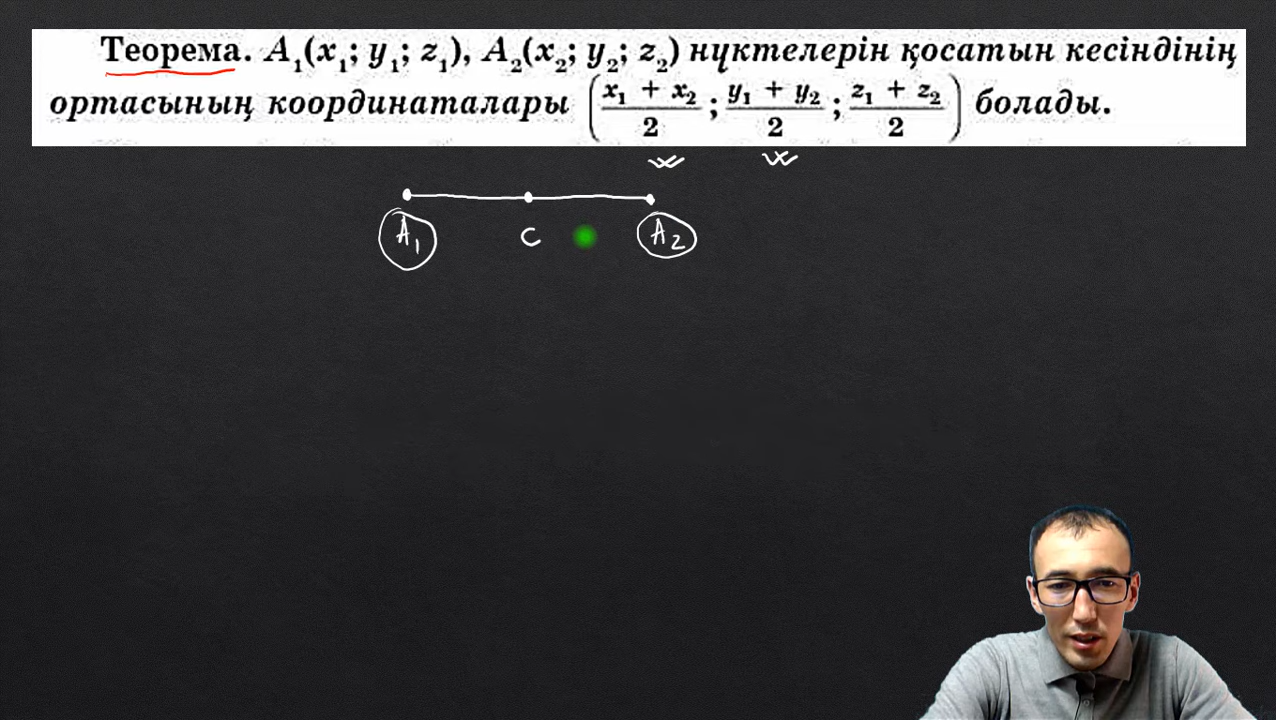 Теорема. A₁(x₁; y₁; z₁), A₂(x₂; y₂; z₂) нүктелерін қосатын кесіндінің
ортасының координаталары ((x₁ + x₂)/2; (y₁ + y₂)/2; (z₁ + z₂)/2) болады.
A₁ C A₂